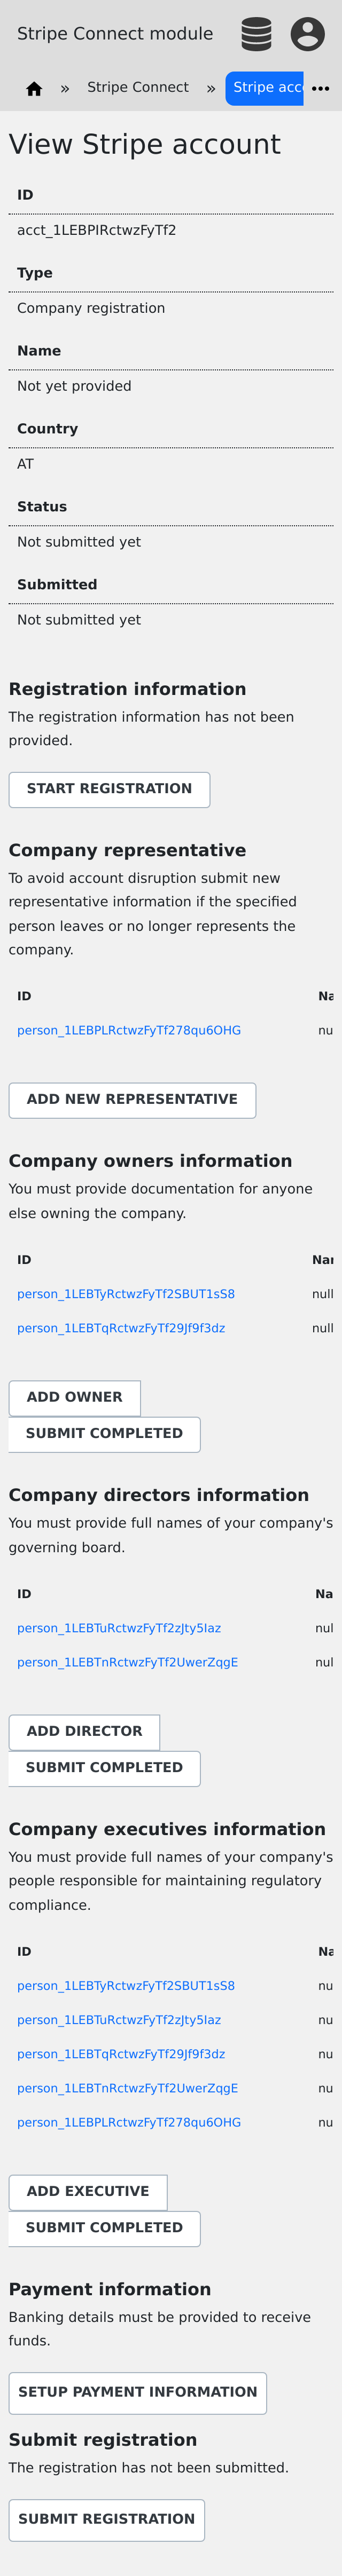 Stripe Connect module
» Stripe Connect » Stripe acc
View Stripe account
ID
acct_1LEBPIRctwzFyTf2
Type
Company registration
Name
Not yet provided
Country
AT
Status
Not submitted yet
Submitted
Not submitted yet
Registration information
The registration information has not been
provided.
START REGISTRATION
Company representative
To avoid account disruption submit new
representative information if the specified
person leaves or no longer represents the
company.
ID Na
person_1LEBPLRctwzFyTf278qu6OHG nu
ADD NEW REPRESENTATIVE
Company owners information
You must provide documentation for anyone
else owning the company.
ID Nar
person_1LEBTyRctwzFyTf2SBUT1sS8 null
person_1LEBTqRctwzFyTf29Jf9f3dz null
ADD OWNER
SUBMIT COMPLETED
Company directors information
You must provide full names of your company's
governing board.
ID Na
person_1LEBTuRctwzFyTf2zJty5Iaz nul
person_1LEBTnRctwzFyTf2UwerZqgE nul
ADD DIRECTOR
SUBMIT COMPLETED
Company executives information
You must provide full names of your company's
people responsible for maintaining regulatory
compliance.
ID Na
person_1LEBTyRctwzFyTf2SBUT1sS8 nu
person_1LEBTuRctwzFyTf2zJty5Iaz nu
person_1LEBTqRctwzFyTf29Jf9f3dz nu
person_1LEBTnRctwzFyTf2UwerZqgE nu
person_1LEBPLRctwzFyTf278qu6OHG nu
ADD EXECUTIVE
SUBMIT COMPLETED
Payment information
Banking details must be provided to receive
funds.
SETUP PAYMENT INFORMATION
Submit registration
The registration has not been submitted.
SUBMIT REGISTRATION